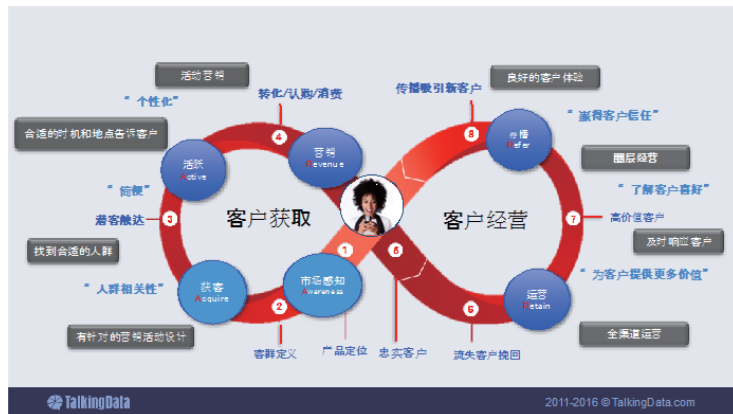 活动营销
“ 个性化”
转化/认购/消费
合适的时机和地点告诉客户
4
营销
Revenue
活跃
Active
“ 便”
潜客触达
3
客户获取
找到合适的人群
“ 人群相关性”
获客
Acquire
市场感知
Awareness
1
2
有针对的营销活动设计
客群定义
产品定位
传播吸引新客户
良好的客户体验
8
传播
Refer
“ 赢得客户信任”
圈层经营
“ 了解客户喜好”
客户经营
7
高价值客户
及时响应客户
“ 为客户提供更多价值”
运营
Retain
5
6
全渠道运营
忠实客户
流失客户挽回
TalkingData
2011-2016 © TalkingData.com